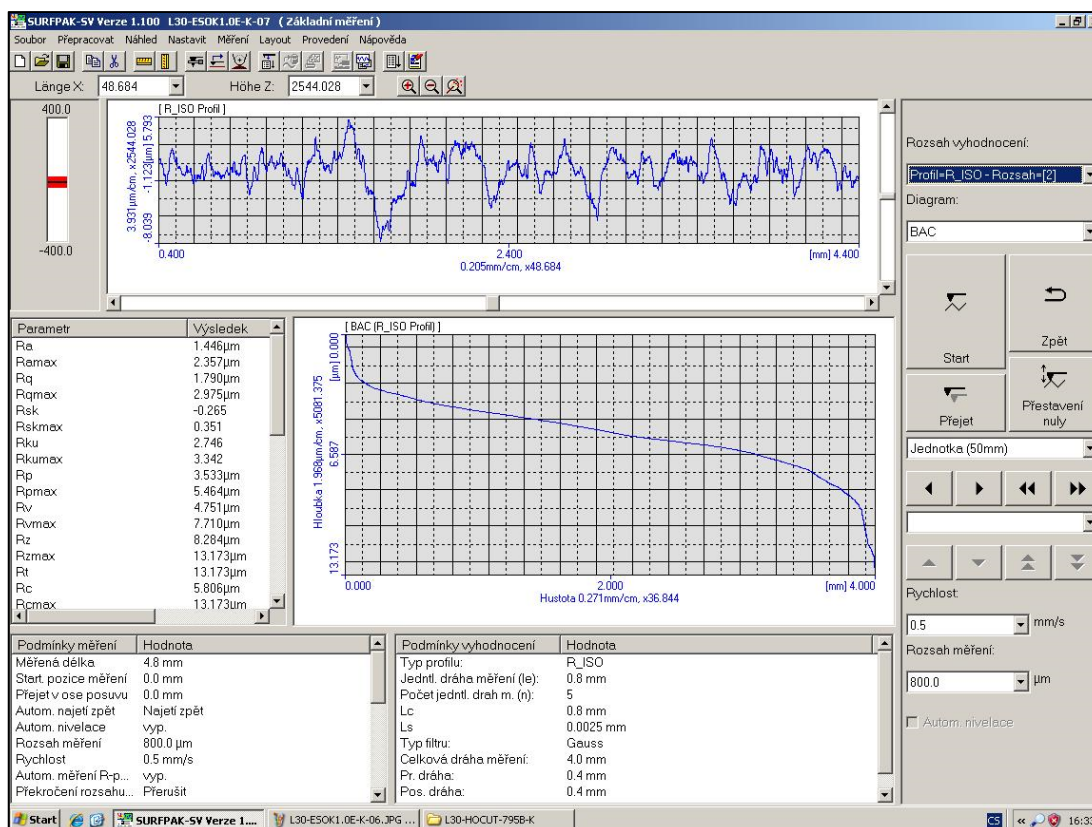 SURFPAK-SV Verze 1.100 L30-ESOK1.0E-K-07 ( Základní měření )
Soubor Přepracovat Náhled Nastavit Měření Layout Provedení Nápověda
Länge X: 48.684 Höhe Z: 2544.028
400.0
-400.0
[ R_ISO Profil ]
3.931µm/cm, x2544.028
-8.039 -1.123[µm] 5.793
0.400 2.400 [mm] 4.400
0.205mm/cm, x48.684
Rozsah vyhodnocení:
Profil=R_ISO - Rozsah=[2]
Diagram:
BAC
Start
Zpět
Přejet
Přestavení nuly
Jednotka (50mm)
Rychlost:
0.5 mm/s
Rozsah měření:
800.0 µm
Autom. nivelace
Parametr Výsledek
Ra 1.446µm
Ramax 2.357µm
Rq 1.790µm
Rqmax 2.975µm
Rsk -0.265
Rskmax 0.351
Rku 2.746
Rkumax 3.342
Rp 3.533µm
Rpmax 5.464µm
Rv 4.751µm
Rvmax 7.710µm
Rz 8.284µm
Rzmax 13.173µm
Rt 13.173µm
Rc 5.806µm
Rcmax 13.173µm
[ BAC (R_ISO Profil) ]
Hloubka 1.968µm/cm, x5081.375
13.173 6.587 [µm] 0.000
0.000 2.000 [mm] 4.000
Hustota 0.271mm/cm, x36.844
Podmínky měření Hodnota
Měřená délka 4.8 mm
Start. pozice měření 0.0 mm
Přejet v ose posuvu 0.0 mm
Autom. najetí zpět Najetí zpět
Autom. nivelace vyp.
Rozsah měření 800.0 µm
Rychlost 0.5 mm/s
Autom. měření R-p... vyp.
Překročení rozsahu... Přerušit
Podmínky vyhodnocení Hodnota
Typ profilu: R_ISO
Jedntl. dráha měření (le): 0.8 mm
Počet jedntl. drah m. (n): 5
Lc 0.8 mm
Ls 0.0025 mm
Typ filtru: Gauss
Celková dráha měření: 4.0 mm
Pr. dráha: 0.4 mm
Pos. dráha: 0.4 mm
Start SURFPAK-SV Verze 1.... L30-ESOK1.0E-K-06.JPG ... L30-HOCUT-795B-K CS